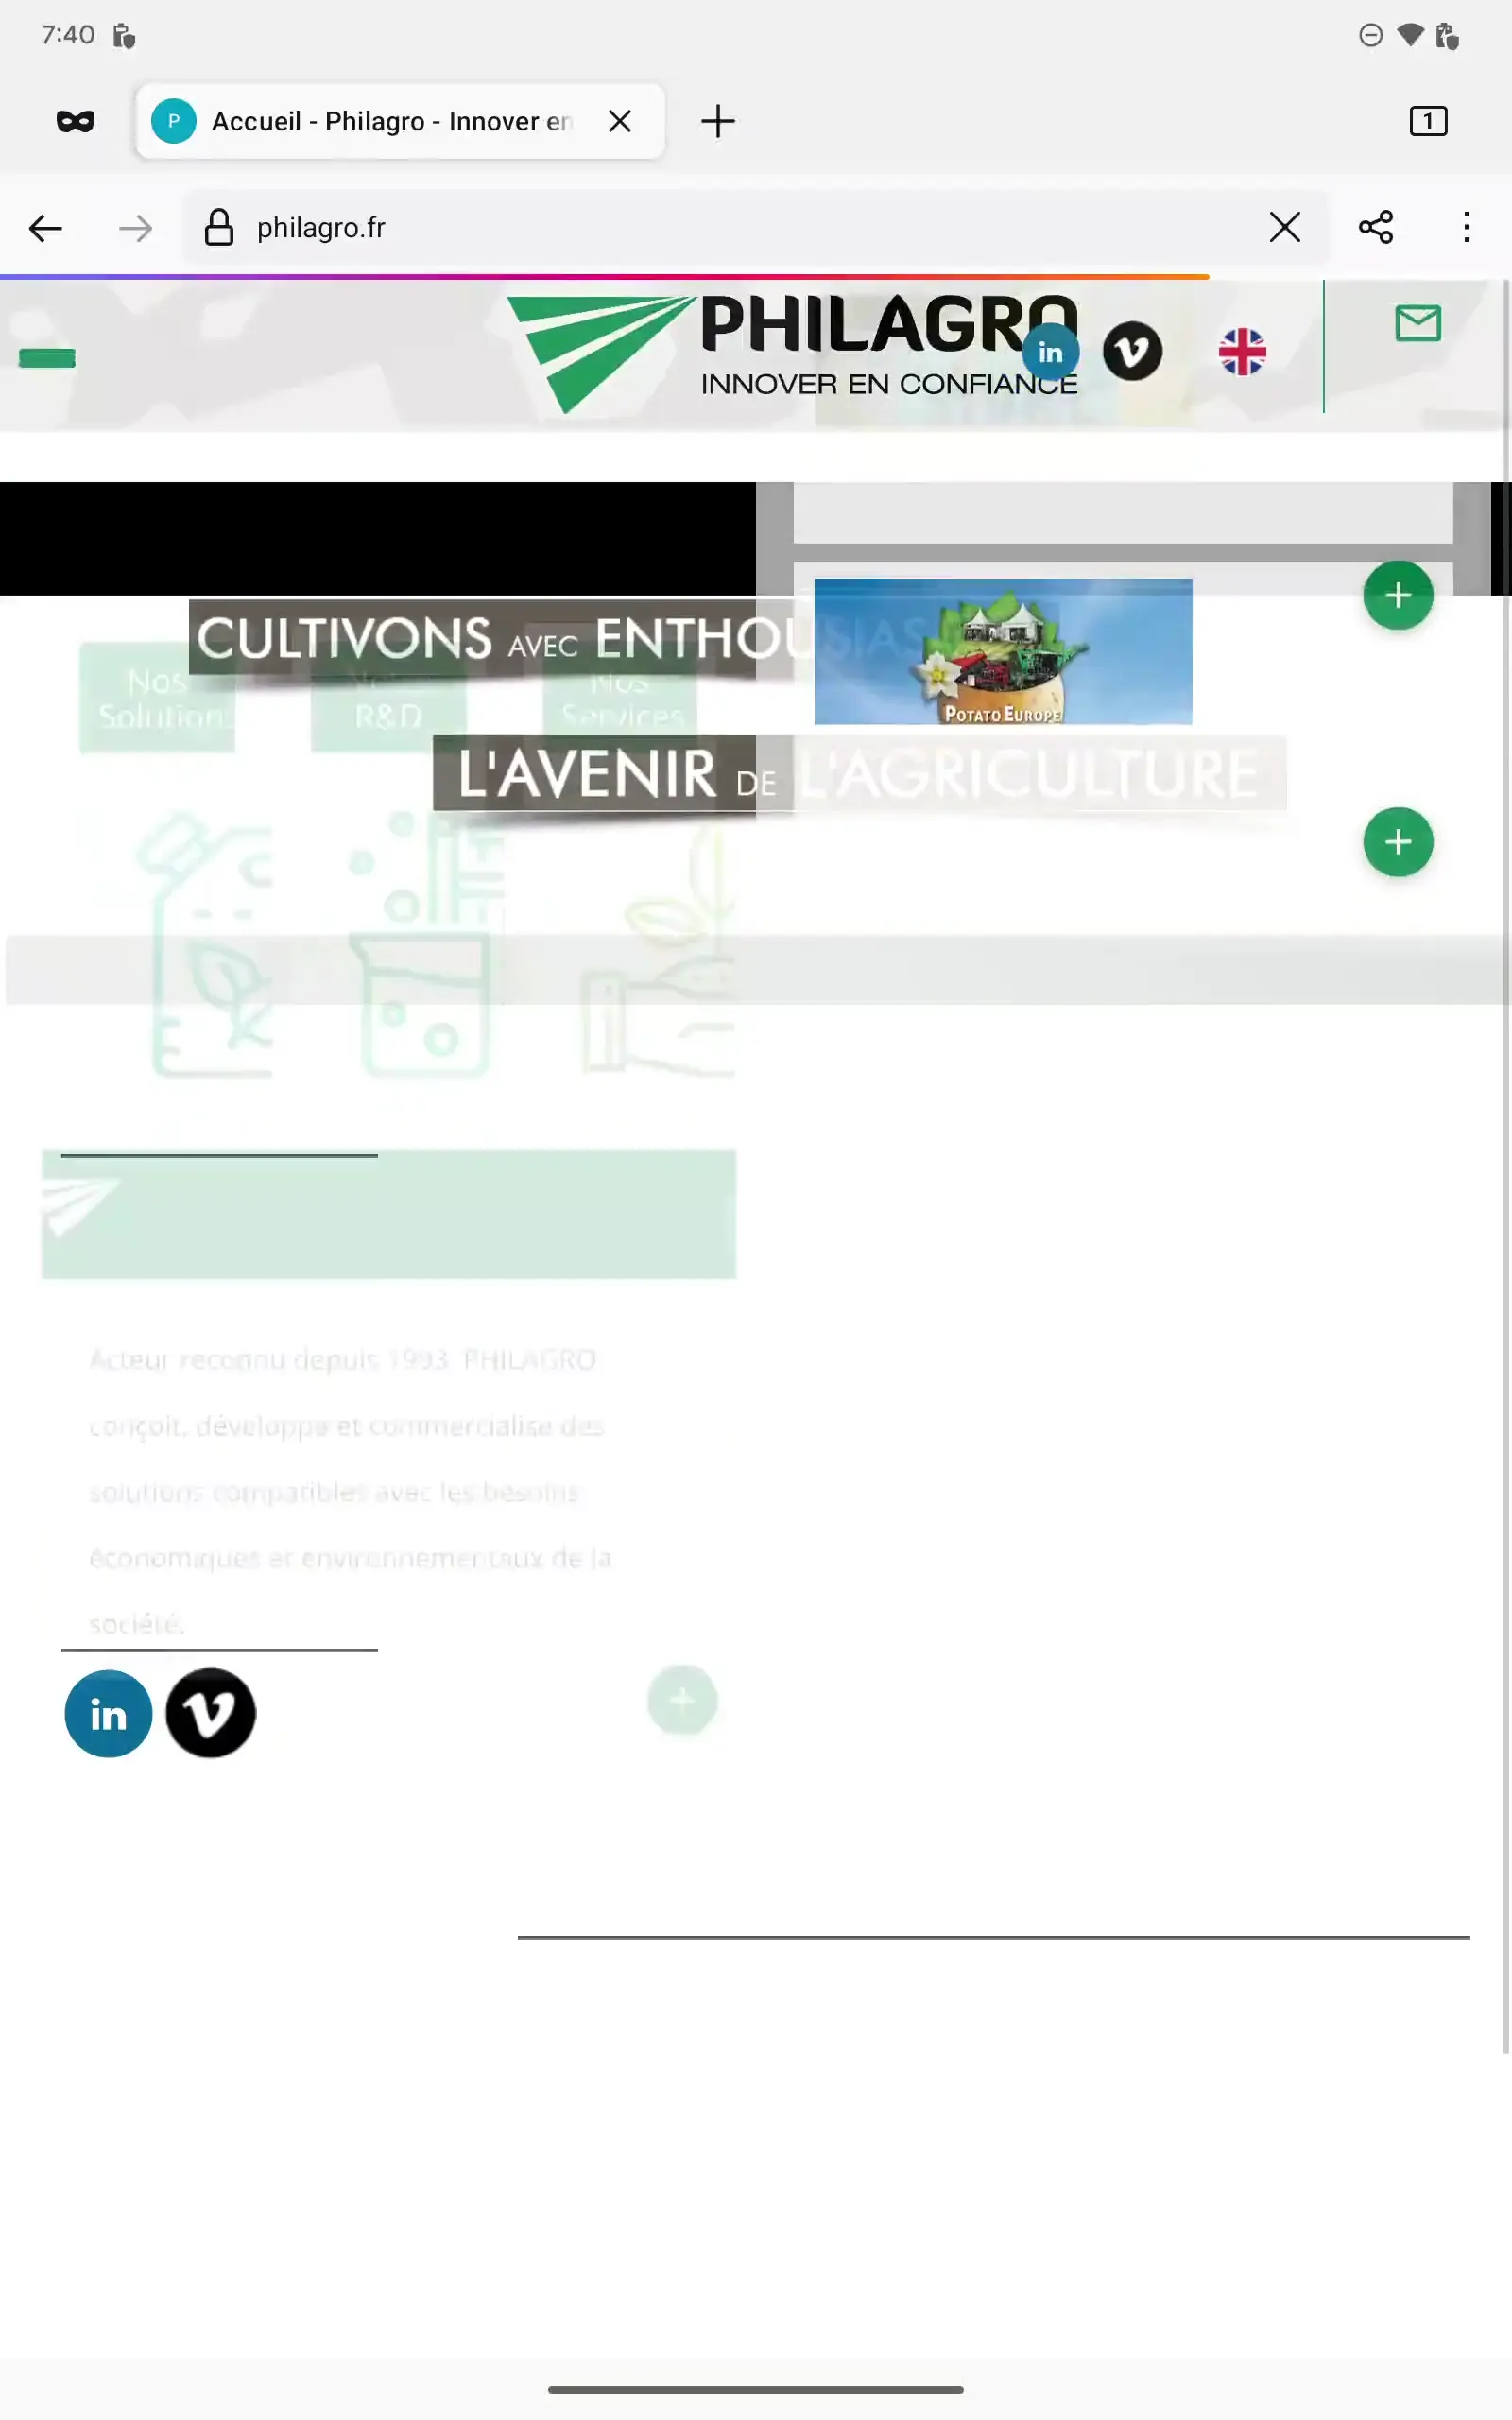 7:40
P Accueil - Philagro - Innover en
1
philagro.fr
PHILAGRO
INNOVER EN CONFIANCE
in
CULTIVONS AVEC ENTHOUSIAS
POTATO EUROPE
Nos
Solution
R&D
Nos
Services
L'AVENIR DE L'AGRICULTURE
Acteur reconnu depuis 1993, PHILAGRO
conçoit, développe et commercialise des
solutions compatibles avec les besoins
économiques et environnementaux de la
société.
in